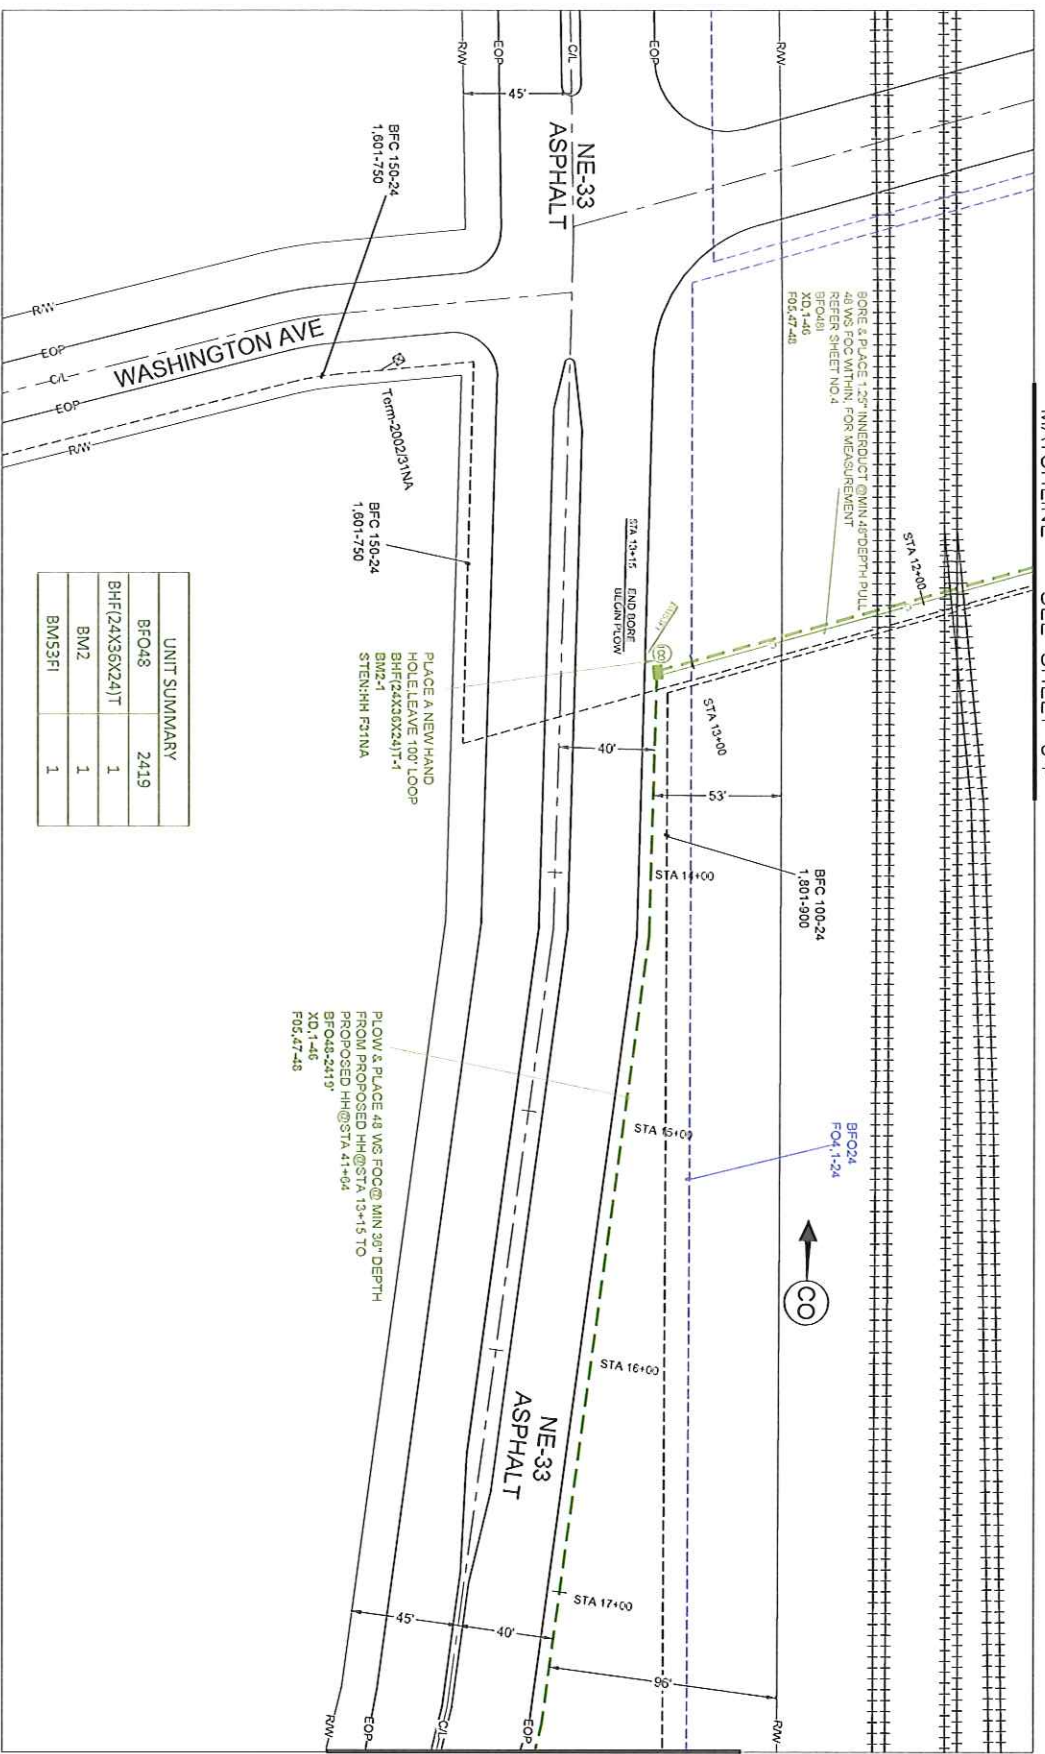 R/W
EOP
C/L
EOP
R/W
45'
NE-33
ASPHALT
BFC 150-24
1,601-750
R/W
EOP
C/L
EOP
R/W
WASHINGTON AVE
Term-2002/31NA
BFC 150-24
1,601-750
BORE & PLACE 1.25" INNERDUCT @MIN 48"DEPTH PULL
48 WS FOC WITHIN, FOR MEASUREMENT
REFER SHEET NO.4
BFO48I
XD,1-46
F05,47-48
STA 12+00
STA 13+15
END BORE
BEGIN PLOW
STA 13+00
PLACE A NEW HAND
HOLE,LEAVE 100' LOOP
BHF(24X36X24)T-1
BM2-1
STEN:HH F31NA
40'
53'
STA 14+00
BFC 100-24
1,801-900
UNIT SUMMARY
BFO48 2419
BHF(24X36X24)T 1
BM2 1
BM53FI 1
PLOW & PLACE 48 WS FOC@ MIN 36" DEPTH
FROM PROPOSED HH@STA 13+15 TO
PROPOSED HH@STA 41+64
BFO48-2419'
XD,1-46
F05,47-48
STA 15+00
BFO24
FO4,1-24
CO
STA 16+00
NE-33
ASPHALT
STA 17+00
45'
40'
R/W
EOP
C/L
EOP
R/W